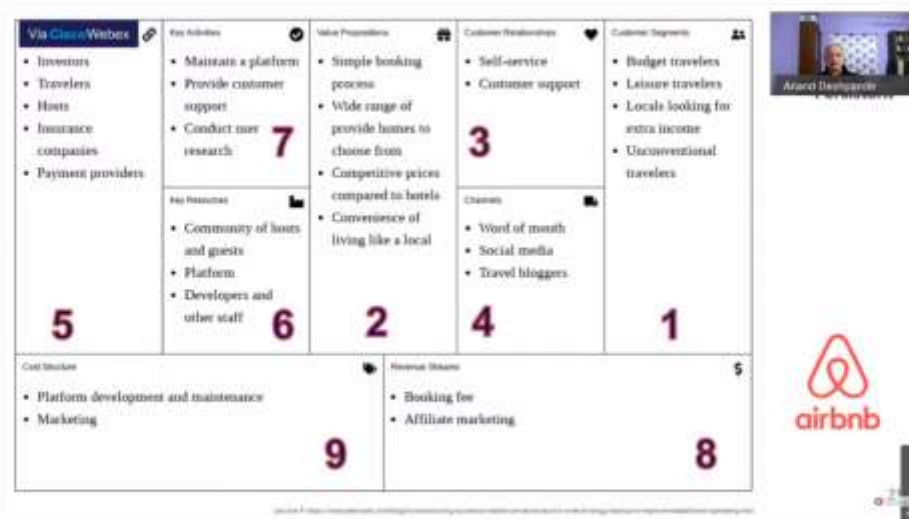 Via Cisco Webex
Investors
Travelers
Hosts
Insurance
companies
Payment providers
5
Key Activities
Maintain a platform
Provide customer
support
Conduct user
research
7
Key Resources
Community of hosts
and guests
Platform
Developers and
other staff
6
Value Propositions
Simple booking
process
Wide range of
provide homes to
choose from
Competitive prices
compared to hotels
Convenience of
living like a local
2
Customer Relationships
Self-service
Customer support
3
Channels
Word of mouth
Social media
Travel bloggers
4
Customer Segments
Budget travelers
Leisure travelers
Locals looking for
extra income
Unconventional
travelers
1
Cost Structure
Platform development and maintenance
Marketing
9
Revenue Streams
$
Booking fee
Affiliate marketing
8
Anand Deshpande
airbnb